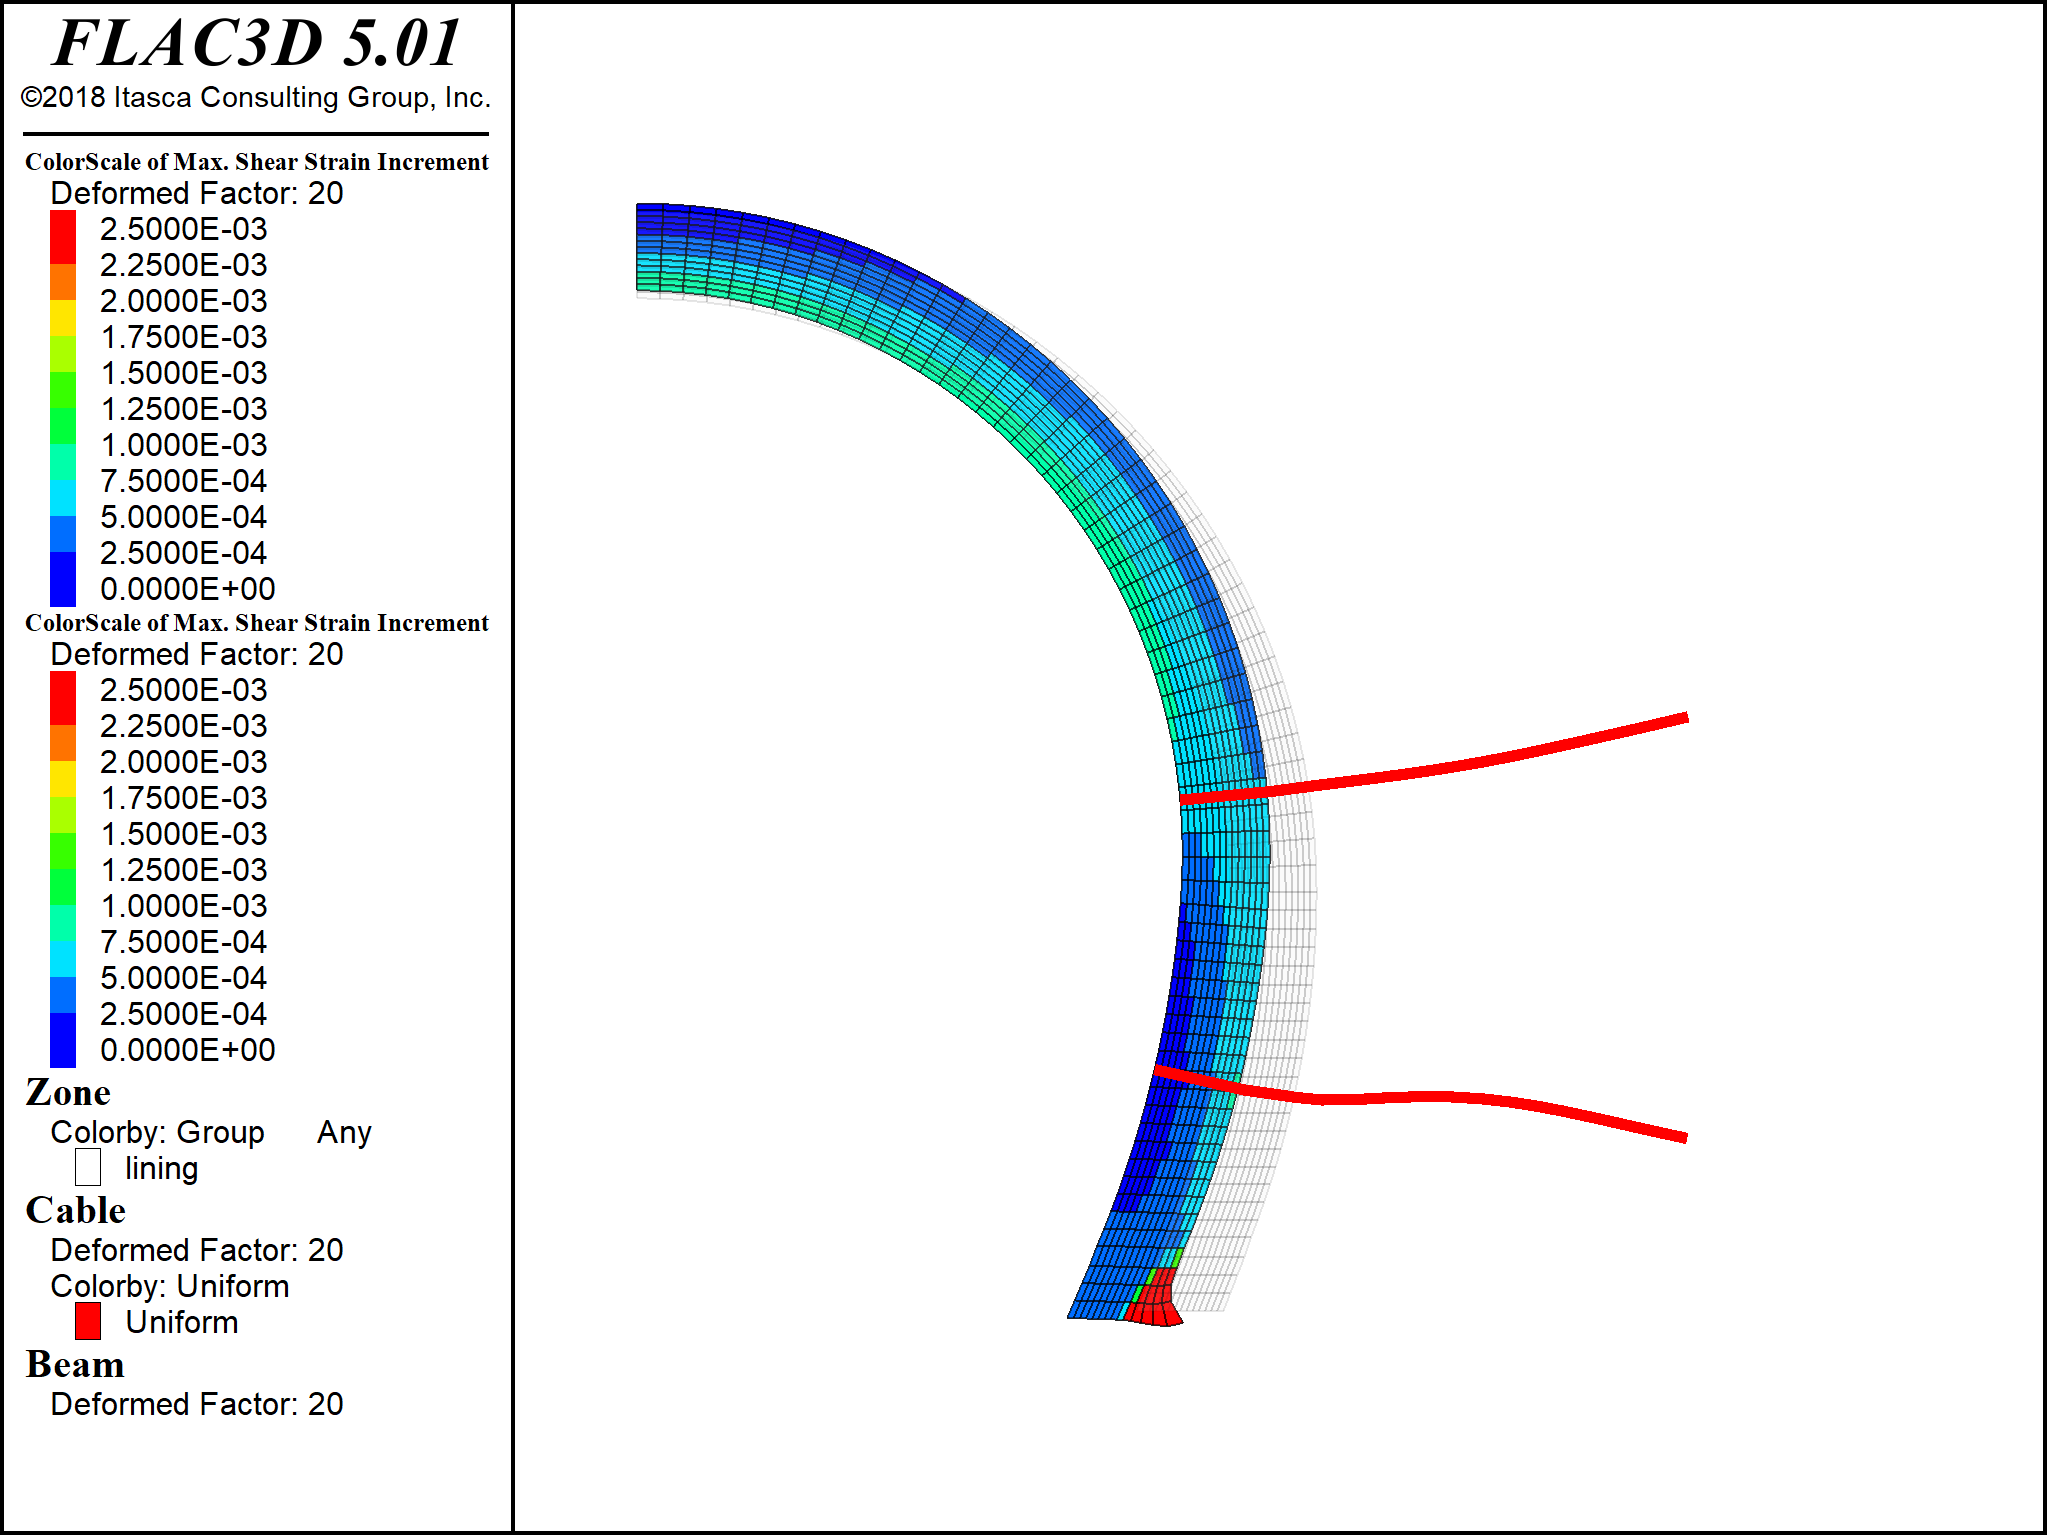 FLAC3D 5.01
©2018 Itasca Consulting Group, Inc.
ColorScale of Max. Shear Strain Increment
Deformed Factor: 20
2.5000E-03
2.2500E-03
2.0000E-03
1.7500E-03
1.5000E-03
1.2500E-03
1.0000E-03
7.5000E-04
5.0000E-04
2.5000E-04
0.0000E+00
ColorScale of Max. Shear Strain Increment
Deformed Factor: 20
2.5000E-03
2.2500E-03
2.0000E-03
1.7500E-03
1.5000E-03
1.2500E-03
1.0000E-03
7.5000E-04
5.0000E-04
2.5000E-04
0.0000E+00
Zone
Colorby: Group Any
lining
Cable
Deformed Factor: 20
Colorby: Uniform
Uniform
Beam
Deformed Factor: 20